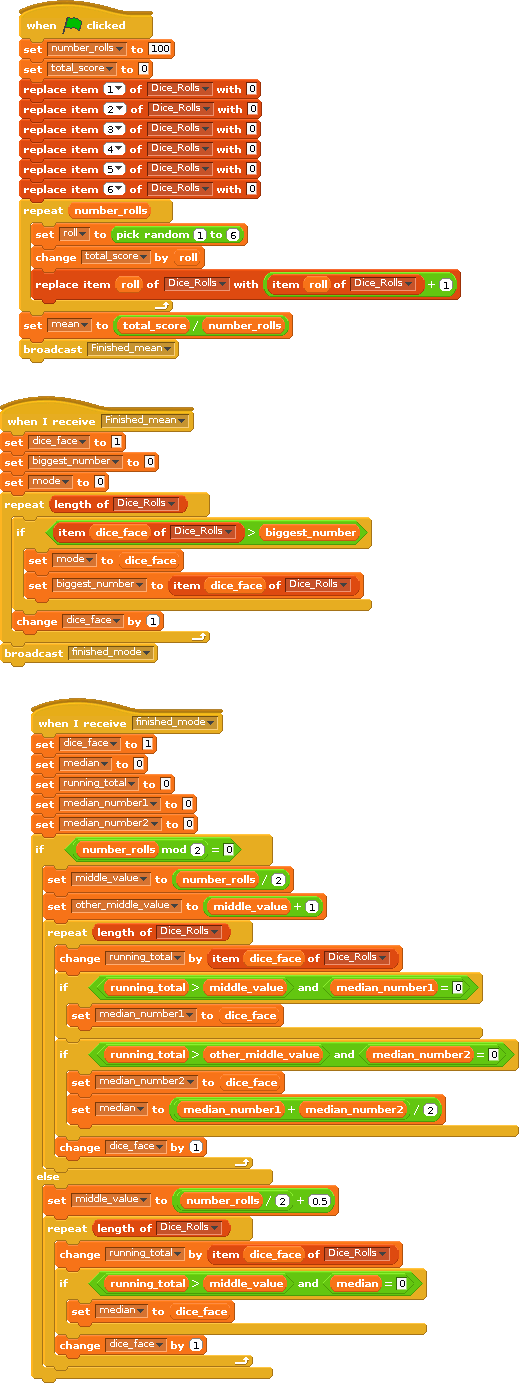 when clicked
set number_rolls to 100
set total_score to 0
replace item 1 of Dice_Rolls with 0
replace item 2 of Dice_Rolls with 0
replace item 3 of Dice_Rolls with 0
replace item 4 of Dice_Rolls with 0
replace item 5 of Dice_Rolls with 0
replace item 6 of Dice_Rolls with 0
repeat number_rolls
set roll to pick random 1 to 6
change total_score by roll
replace item roll of Dice_Rolls with item roll of Dice_Rolls + 1
set mean to total_score / number_rolls
broadcast Finished_mean
when I receive Finished_mean
set dice_face to 1
set biggest_number to 0
set mode to 0
repeat length of Dice_Rolls
if item dice_face of Dice_Rolls > biggest_number
set mode to dice_face
set biggest_number to item dice_face of Dice_Rolls
change dice_face by 1
broadcast finished_mode
when I receive finished_mode
set dice_face to 1
set median to 0
set running_total to 0
set median_number1 to 0
set median_number2 to 0
if number_rolls mod 2 = 0
set middle_value to number_rolls / 2
set other_middle_value to middle_value + 1
repeat length of Dice_Rolls
change running_total by item dice_face of Dice_Rolls
if running_total > middle_value and median_number1 = 0
set median_number1 to dice_face
if running_total > other_middle_value and median_number2 = 0
set median_number2 to dice_face
set median to median_number1 + median_number2 / 2
change dice_face by 1
else
set middle_value to number_rolls / 2 + 0.5
repeat length of Dice_Rolls
change running_total by item dice_face of Dice_Rolls
if running_total > middle_value and median = 0
set median to dice_face
change dice_face by 1